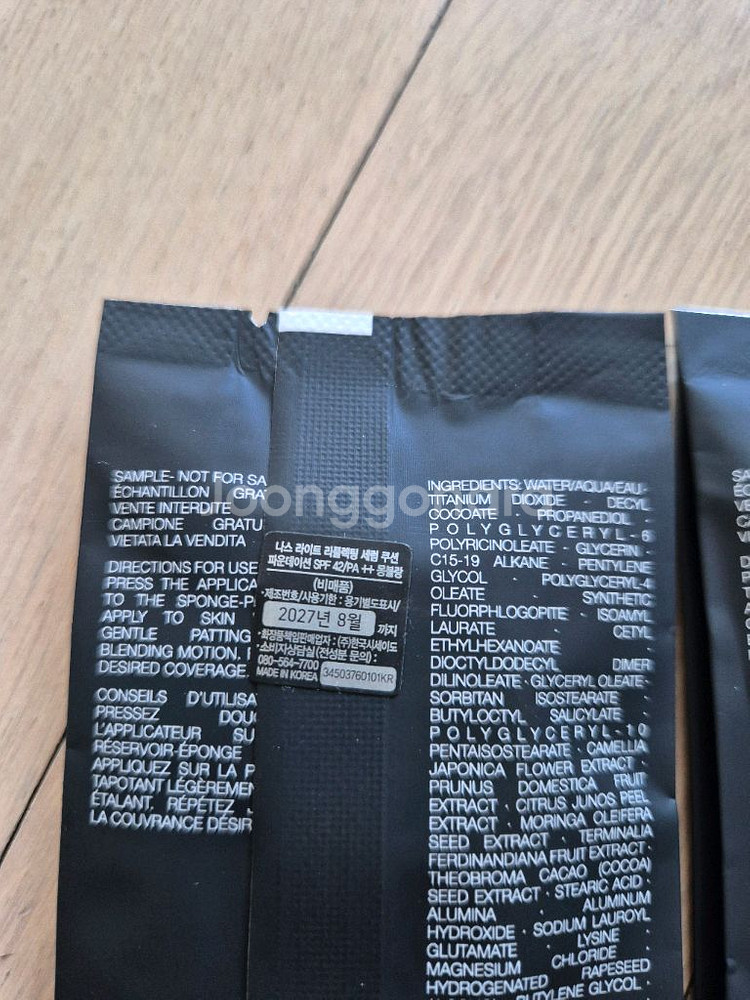 SAMPLE- NOT FOR SA
ÉCHANTILLON GRA
VENTE INTERDITE
CAMPIONE GRATU
VIETATA LA VENDITA
DIRECTIONS FOR USE
PRESS THE APPLICA
TO THE SPONGE-P
APPLY TO SKIN
GENTLE PATTING
BLENDING MOTION.
DESIRED COVERAGE
CONSEILS D'UTILISA
PRESSEZ DOU
L'APPLICATEUR SU
RÉSERVOIR-ÉPONGE
APPLIQUEZ SUR LA P
TAPOTANT LÉGÈREMEN
ÉTALANT. RÉPÉTEZ
LA COUVRANCE DÉSIR
나스 라이트 리플렉팅 세럼 쿠션
파운데이션 SPF 42/PA ++ 몽블랑
(비매품)
*제조번호/사용기한 : 용기별도표시/
2027년 8월 까지
*화장품책임판매업자 : (주)한국시세이도
*소비자상담실(전성분 문의) :
080-564-7700
MADE IN KOREA 34503760101KR
INGREDIENTS: WATER/AQUA/EAU ·
TITANIUM DIOXIDE · DECYL
COCOATE · PROPANEDIOL ·
POLYGLYCERYL-6
POLYRICINOLEATE · GLYCERIN ·
C15-19 ALKANE · PENTYLENE
GLYCOL · POLYGLYCERYL-4
OLEATE · SYNTHETIC
FLUORPHLOGOPITE · ISOAMYL
LAURATE · CETYL
ETHYLHEXANOATE ·
DIOCTYLDODECYL DIMER
DILINOLEATE · GLYCERYL OLEATE ·
SORBITAN ISOSTEARATE ·
BUTYLOCTYL SALICYLATE ·
POLYGLYCERYL-10
PENTAISOSTEARATE · CAMELLIA
JAPONICA FLOWER EXTRACT ·
PRUNUS DOMESTICA FRUIT
EXTRACT · CITRUS JUNOS PEEL
EXTRACT · MORINGA OLEIFERA
SEED EXTRACT · TERMINALIA
FERDINANDIANA FRUIT EXTRACT ·
THEOBROMA CACAO (COCOA)
SEED EXTRACT · STEARIC ACID ·
ALUMINA · ALUMINUM
HYDROXIDE · SODIUM LAUROYL
GLUTAMATE · LYSINE ·
MAGNESIUM CHLORIDE ·
HYDROGENATED RAPESEED
BUTYLENE GLYCOL ·